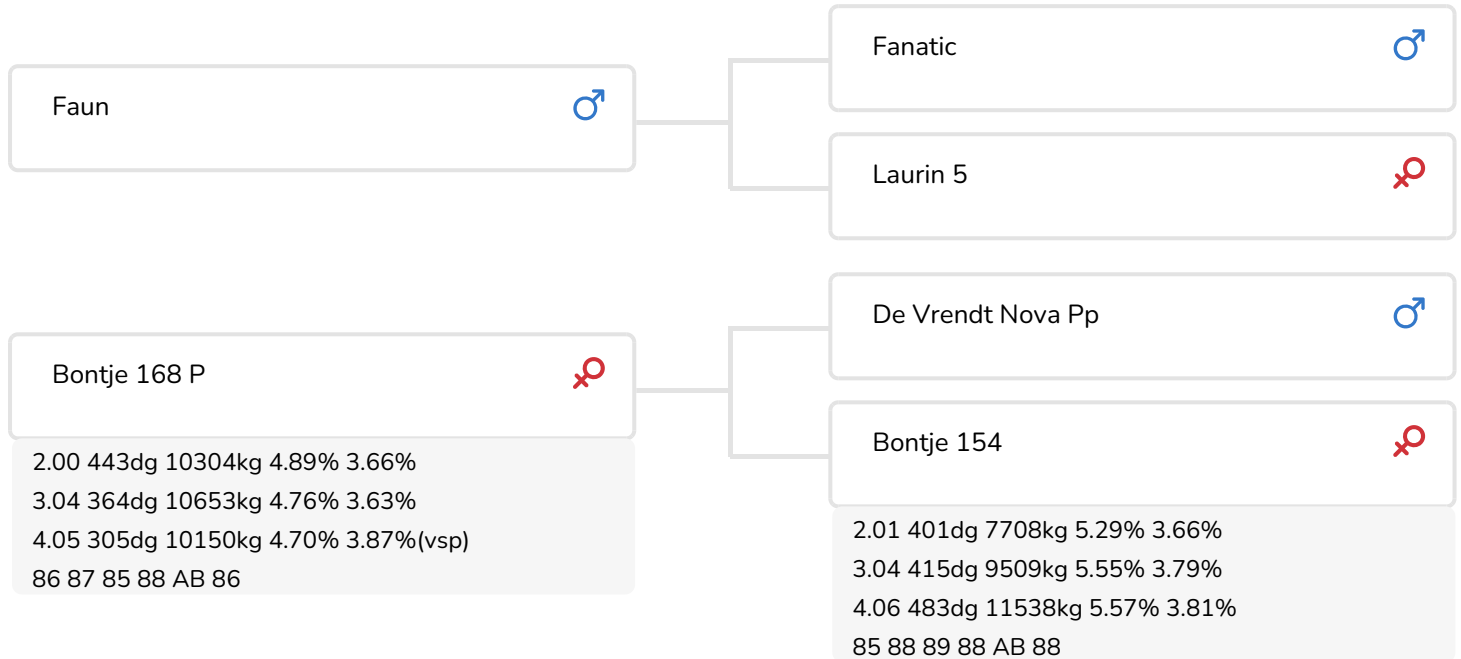 Faun
Fanatic
Laurin 5
Bontje 168 P
2.00 443dg 10304kg 4.89% 3.66%
3.04 364dg 10653kg 4.76% 3.63%
4.05 305dg 10150kg 4.70% 3.87%(vsp)
86 87 85 88 AB 86
De Vrendt Nova Pp
Bontje 154
2.01 401dg 7708kg 5.29% 3.66%
3.04 415dg 9509kg 5.55% 3.79%
4.06 483dg 11538kg 5.57% 3.81%
85 88 89 88 AB 88